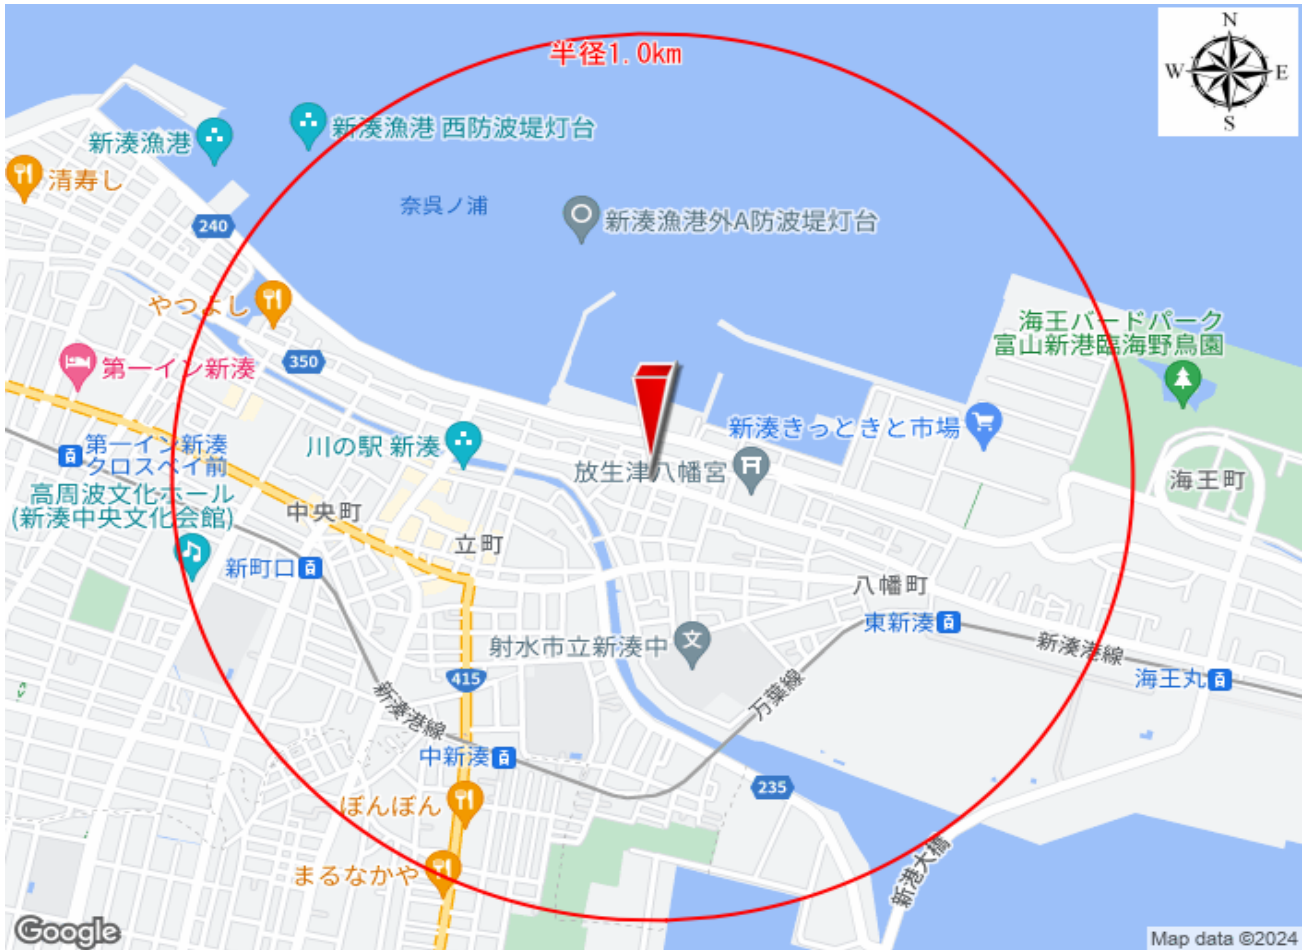 半径1.0km
N
W
E
S
新湊漁港
新湊漁港 西防波堤灯台
清寿し
奈呉ノ浦
240
新湊漁港外A防波堤灯台
やつよし
350
海王バードパーク
富山新港臨海野鳥園
第一イン新湊
新湊きっときと市場
川の駅 新湊
第一イン新湊
クロスベイ前
放生津八幡宮
海王町
高周波文化ホール
(新湊中央文化会館)
中央町
立町
新町口
八幡町
東新湊
射水市立新湊中
新湊港線
415
海王丸
万葉線
新湊港線
中新湊
235
ぼんぼん
まるなかや
新港大橋
Google
Map data ©2024